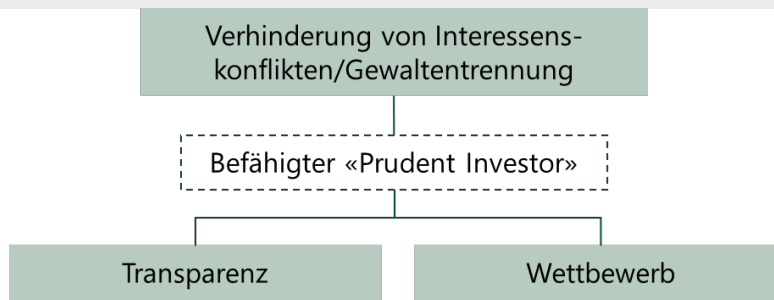 Verhinderung von Interessens-
konflikten/Gewaltentrennung
Befähigter «Prudent Investor»
Transparenz
Wettbewerb